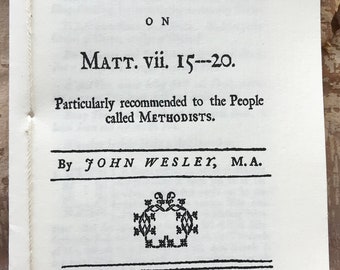 ON
MATT. vii. 15—20.
Particularly recommended to the People
called METHODISTS.
By JOHN WESLEY, M.A.